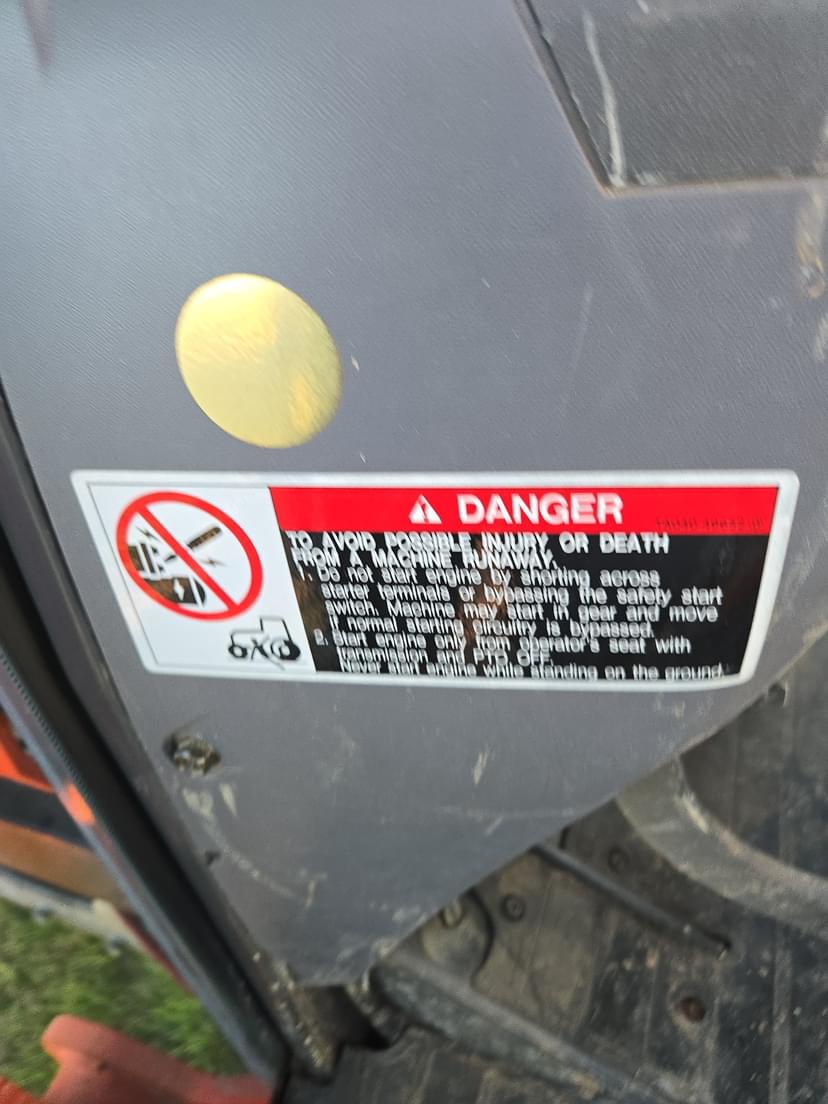 DANGER
TO AVOID POSSIBLE INJURY OR DEATH
FROM A MACHINE RUNAWAY.
1. Do not start engine by shorting across
starter terminals or bypassing the safety start
switch. Machine may start in gear and move
if normal starting circuitry is bypassed.
2. Start engine only from operator's seat with
transmission and PTO OFF.
Never start engine while standing on the ground.